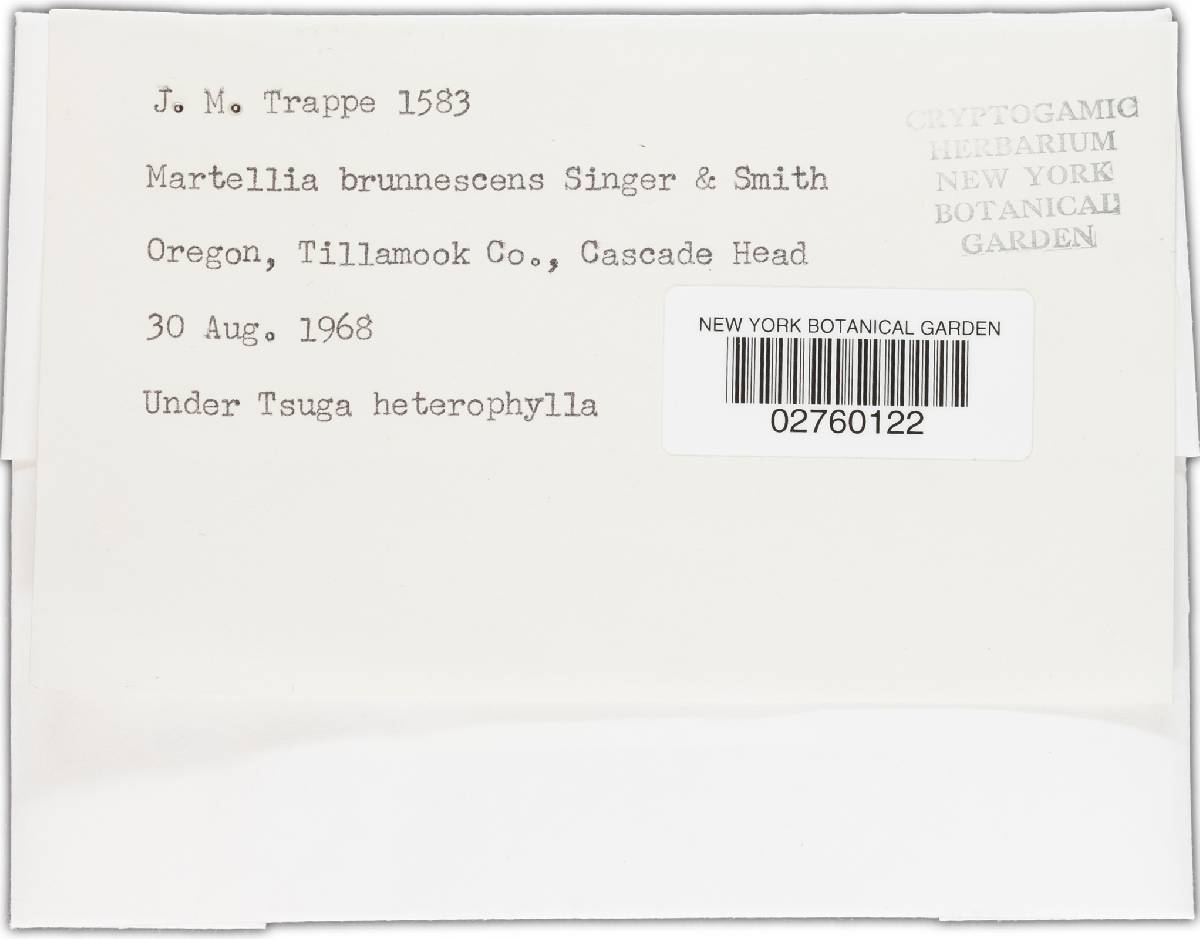 J. M. Trappe 1583
Martellia brunnescens Singer & Smith
Oregon, Tillamook Co., Cascade Head
30 Aug. 1968
Under Tsuga heterophylla
CRYPTOGAMIC
HERBARIUM
NEW YORK
BOTANICAL
GARDEN
NEW YORK BOTANICAL GARDEN
02760122